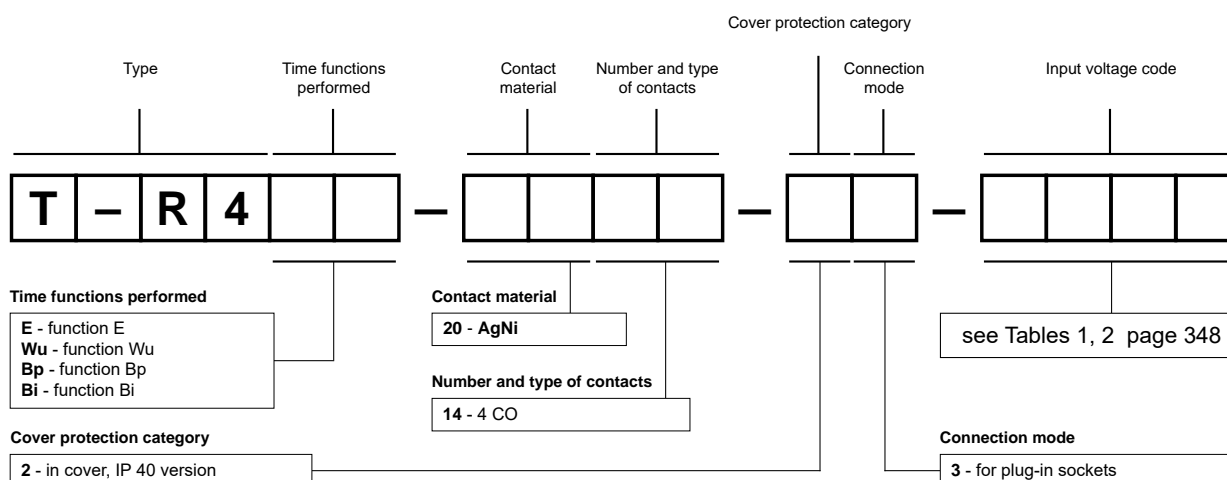 Cover protection category
Type
Time functions
performed
Contact
material
Number and type
of contacts
Connection
mode
Input voltage code
T – R 4 – – –
Time functions performed
E - function E
Wu - function Wu
Bp - function Bp
Bi - function Bi
Contact material
20 - AgNi
see Tables 1, 2 page 348
Number and type of contacts
14 - 4 CO
Cover protection category
2 - in cover, IP 40 version
Connection mode
3 - for plug-in sockets